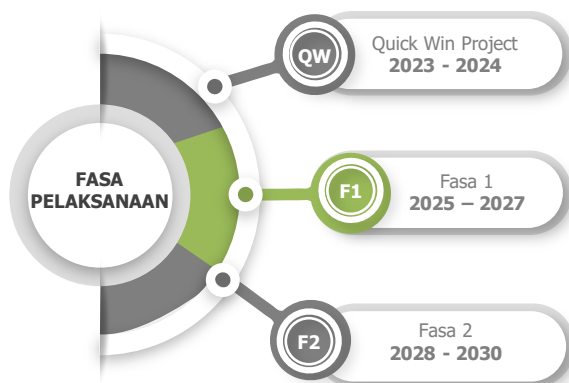 FASA
PELAKSANAAN
QW
Quick Win Project
2023 - 2024
F1
Fasa 1
2025 – 2027
F2
Fasa 2
2028 - 2030